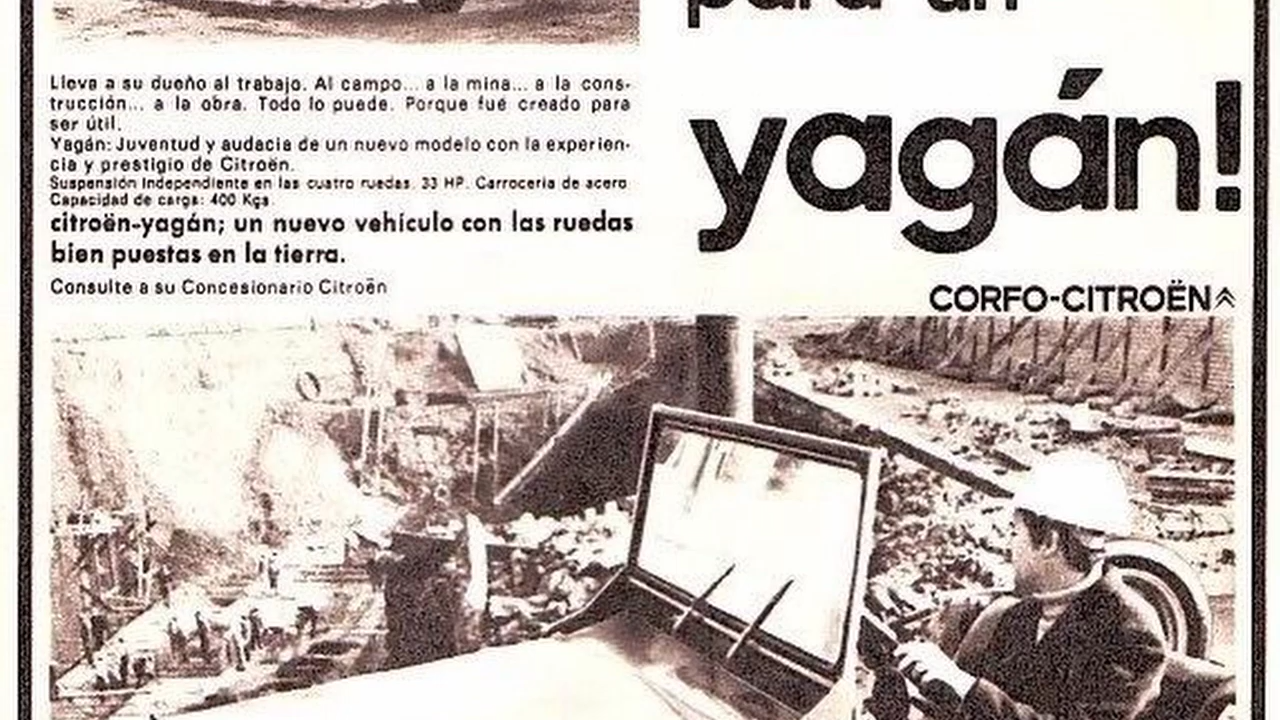 para un
yagán!
CORFO-CITROËN
Lleva a su dueño al trabajo. Al campo... a la mina... a la cons-
trucción... a la obra. Todo lo puede. Porque fué creado para
ser útil.
Yagán: Juventud y audacia de un nuevo modelo con la experien-
cia y prestigio de Citroën.
Suspensión Independiente en las cuatro ruedas. 33 HP. Carrocería de acero.
Capacidad de carga: 400 Kgs.
citroën-yagán; un nuevo vehículo con las ruedas
bien puestas en la tierra.
Consulte a su Concesionario Citroën